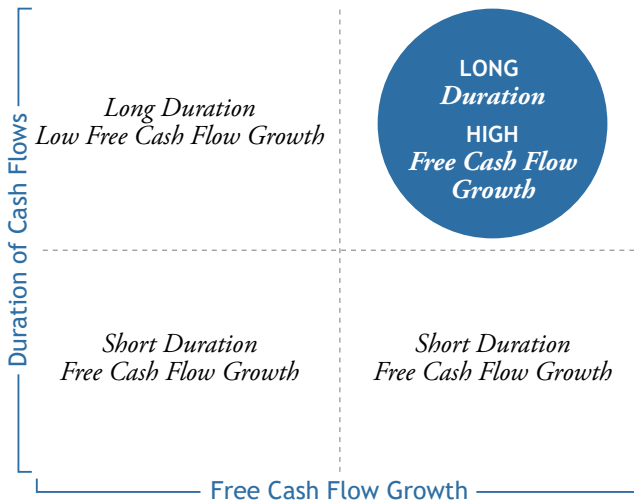 Long Duration
Low Free Cash Flow Growth
LONG
Duration
HIGH
Free Cash Flow
Growth
Short Duration
Free Cash Flow Growth
Short Duration
Free Cash Flow Growth
Duration of Cash Flows
Free Cash Flow Growth